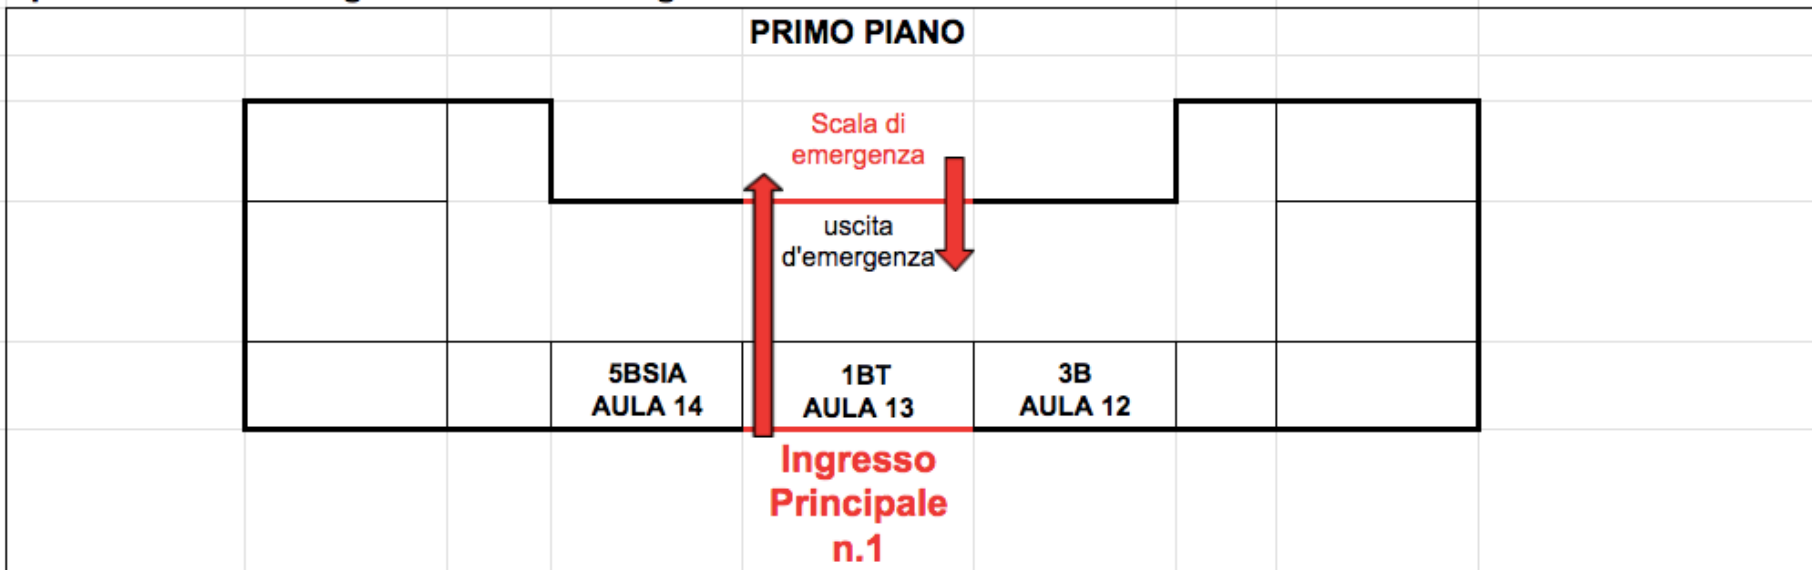 PRIMO PIANO
Scala di
emergenza
uscita
d'emergenza
5BSIA
AULA 14
1BT
AULA 13
3B
AULA 12
Ingresso
Principale
n.1